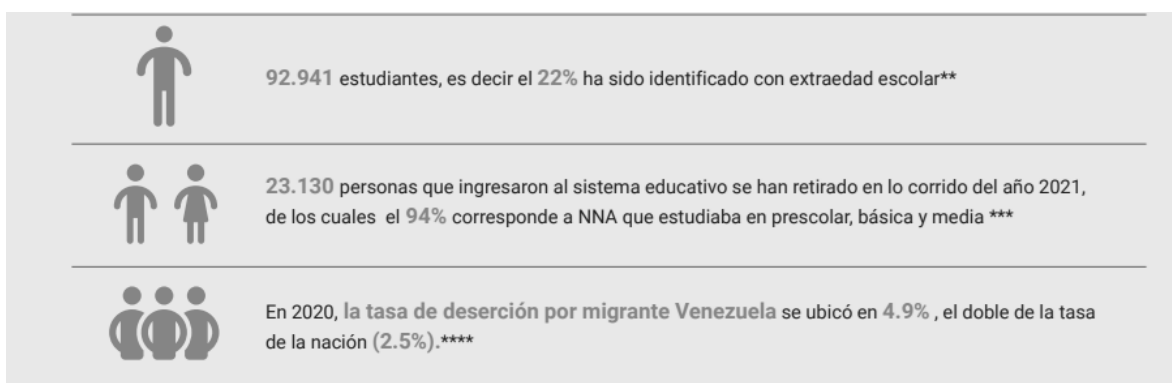 92.941 estudiantes, es decir el 22% ha sido identificado con extraedad escolar**
23.130 personas que ingresaron al sistema educativo se han retirado en lo corrido del año 2021,
de los cuales el 94% corresponde a NNA que estudiaba en prescolar, básica y media ***
En 2020, la tasa de deserción por migrante Venezuela se ubicó en 4.9% , el doble de la tasa
de la nación (2.5%).****